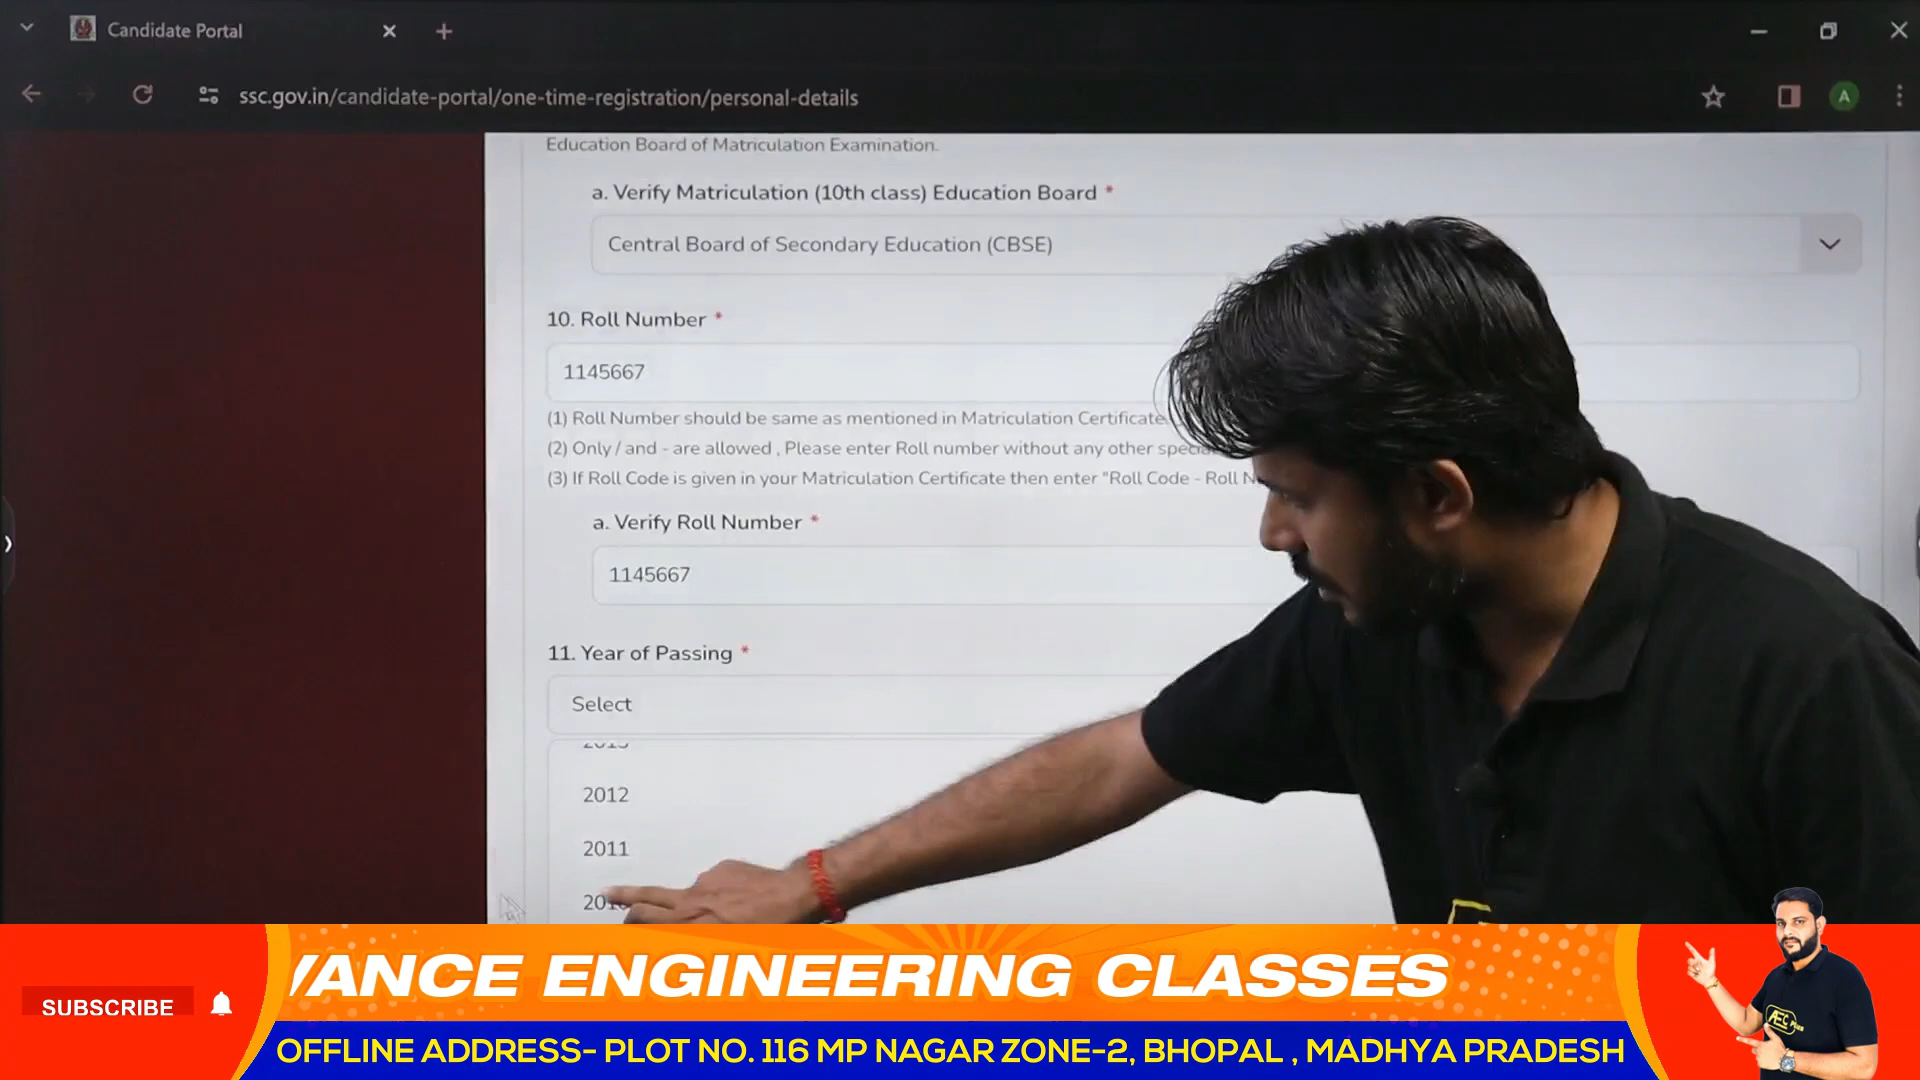 Candidate Portal
ssc.gov.in/candidate-portal/one-time-registration/personal-details
A
Education Board of Matriculation Examination.
a. Verify Matriculation (10th class) Education Board *
Central Board of Secondary Education (CBSE)
10. Roll Number *
1145667
(1) Roll Number should be same as mentioned in Matriculation Certificate
(2) Only / and - are allowed , Please enter Roll number without any other
(3) If Roll Code is given in your Matriculation Certificate then enter "Roll Code - Roll
a. Verify Roll Number *
1145667
11. Year of Passing *
Select
2012
2011
VANCE ENGINEERING CLASSES
SUBSCRIBE
AEC Plus
OFFLINE ADDRESS- PLOT NO. 116 MP NAGAR ZONE-2, BHOPAL , MADHYA PRADESH